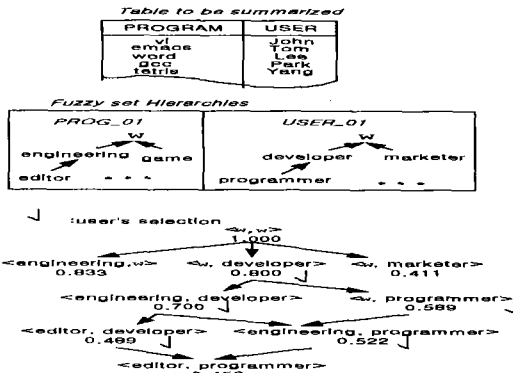 Table to be summarized
PROGRAM USER
vi John
emacs Tom
word Lee
gcc Park
tetris Yang
Fuzzy set Hierarchies
PROG_01 USER_01
w w
engineering game developer marketer
editor • • • programmer • • •
:user's selection
<w, w>
1.000
<engineering, w> <w, developer> <w, marketer>
0.833 0.800 0.411
<engineering, developer> <w, programmer>
0.700 0.589
<editor, developer> <engineering, programmer>
0.489 0.522
<editor, programmer>